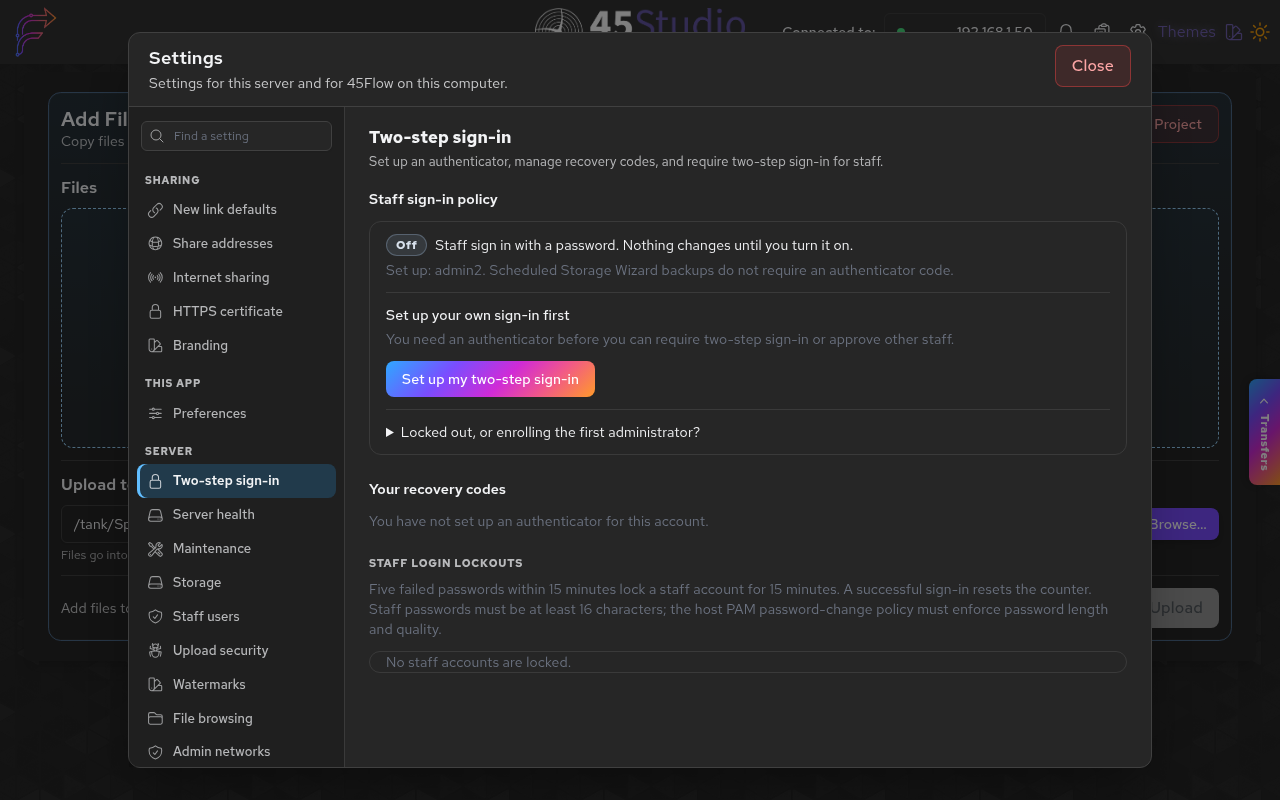 45Studio
Connected to:
192.168.1.50
Themes
Settings
Settings for this server and for 45Flow on this computer.
Close
Add Fil
Copy files
Project
Files
Find a setting
SHARING
New link defaults
Share addresses
Internet sharing
HTTPS certificate
Branding
THIS APP
Preferences
SERVER
Two-step sign-in
Server health
Maintenance
Storage
Staff users
Upload security
Watermarks
File browsing
Admin networks
Two-step sign-in
Set up an authenticator, manage recovery codes, and require two-step sign-in for staff.
Staff sign-in policy
Off
Staff sign in with a password. Nothing changes until you turn it on.
Set up: admin2. Scheduled Storage Wizard backups do not require an authenticator code.
Set up your own sign-in first
You need an authenticator before you can require two-step sign-in or approve other staff.
Set up my two-step sign-in
Locked out, or enrolling the first administrator?
Your recovery codes
You have not set up an authenticator for this account.
STAFF LOGIN LOCKOUTS
Five failed passwords within 15 minutes lock a staff account for 15 minutes. A successful sign-in resets the counter.
Staff passwords must be at least 16 characters; the host PAM password-change policy must enforce password length
and quality.
No staff accounts are locked.
Transfers
Upload t
/tank/Sp
Browse...
Files go into
Add files to
Upload